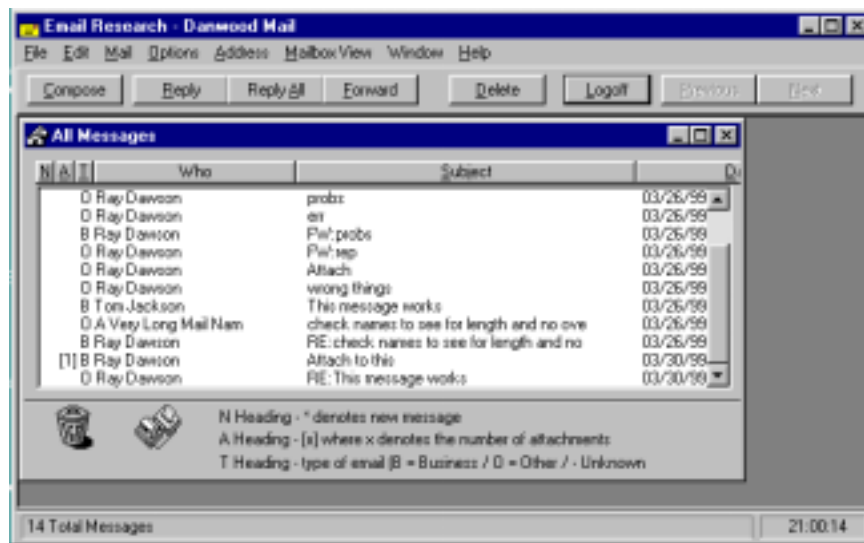 Email Research - Danwood Mail
File Edit Mail Options Address Mailbox View Window Help
Compose Reply Reply All Forward Delete Logoff Previous Next
All Messages
N A T Who Subject
O Ray Dawson probs 03/26/99
O Ray Dawson err 03/26/99
B Ray Dawson FW: probs 03/26/99
O Ray Dawson FW: rep 03/26/99
O Ray Dawson Attach 03/26/99
O Ray Dawson wrong things 03/26/99
B Tom Jackson This message works 03/26/99
O A Very Long Mail Nam check names to see for length and no ove 03/26/99
B Ray Dawson RE: check names to see for length and no 03/26/99
[1] B Ray Dawson Attach to this 03/30/99
O Ray Dawson RE: This message works 03/30/99
N Heading - * denotes new message
A Heading - [x] where x denotes the number of attachments
T Heading - type of email (B = Business / O = Other / - Unknown
14 Total Messages 21:00:14